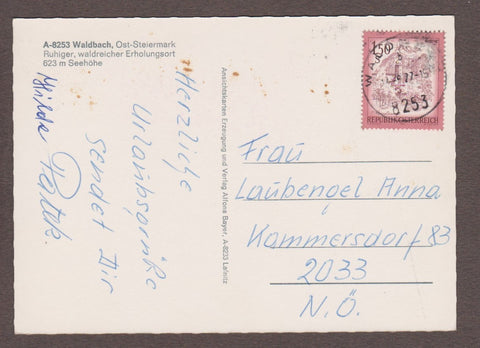 A-8253 Waldbach, Ost-Steiermark
Ruhiger, waldreicher Erholungsort
623 m Seehöhe
Herzliche
Urlaubsgrüße
sendet Dir
Hilde
Ansichtskarten Erzeugung und Verlag Alfons Bayer, A-8233 Lafnitz
REPUBLIK ÖSTERREICH
8253
Frau
Laubengel Anna
Kammersdorf 83
2033
N.Ö.